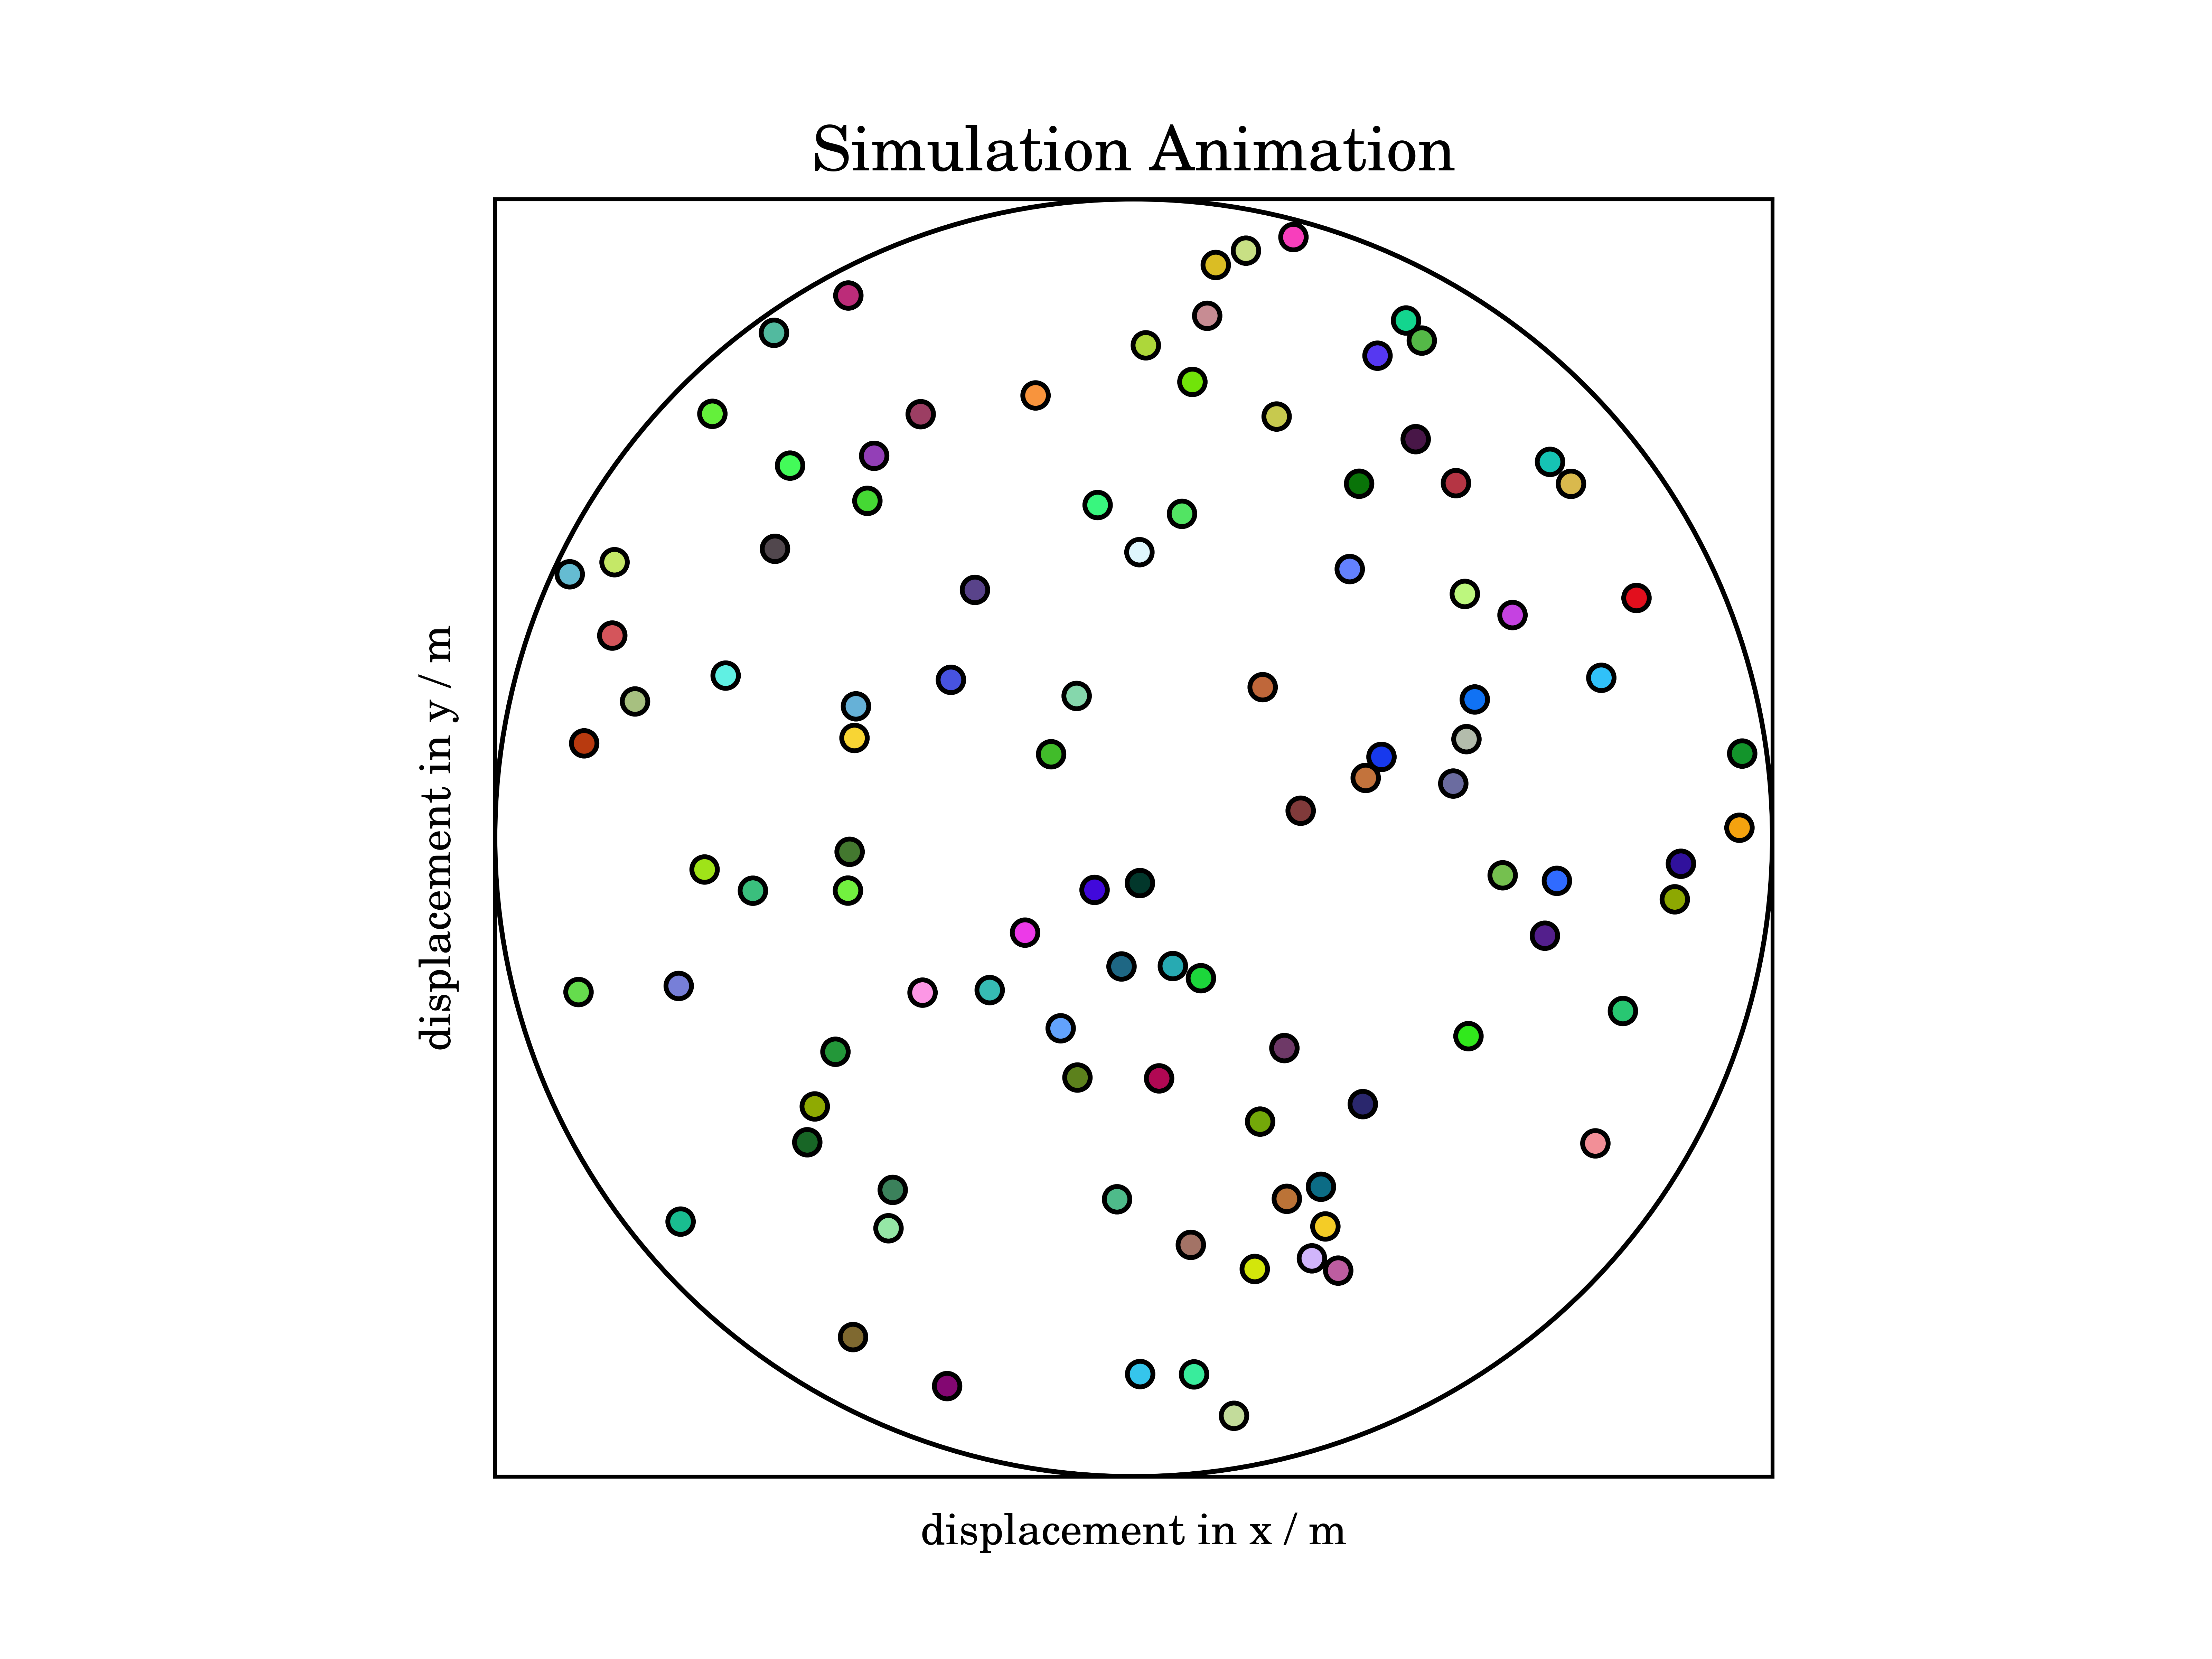 Simulation Animation
displacement in y / m
displacement in x / m